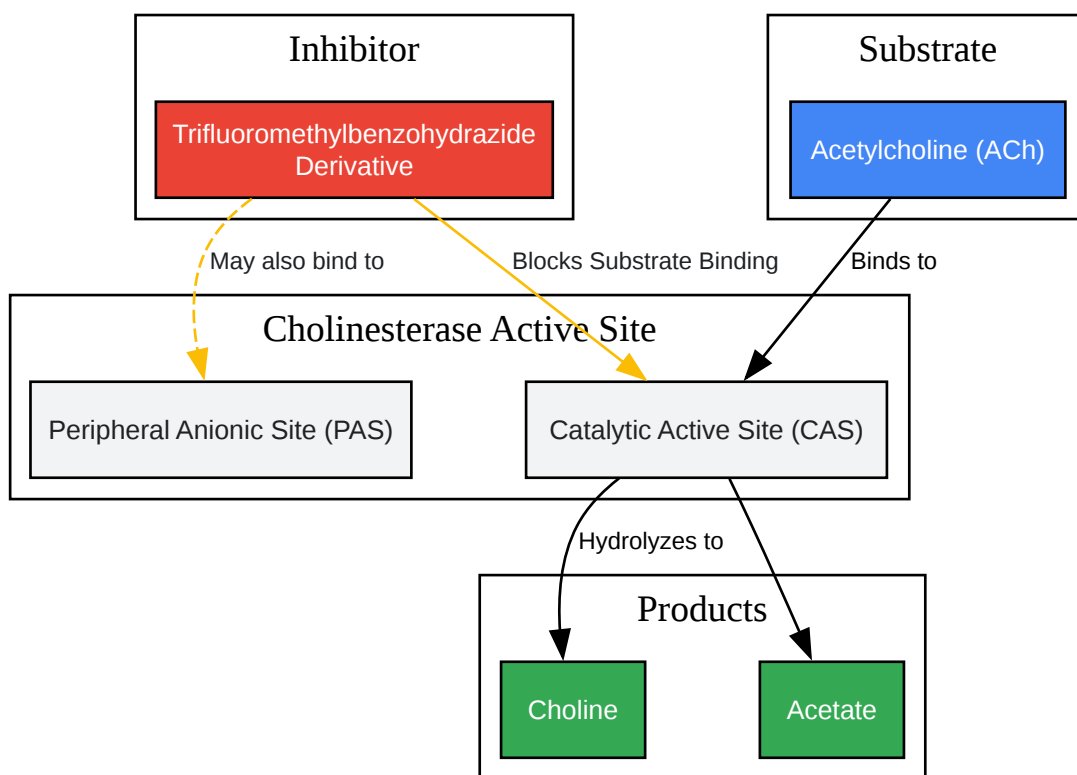 Inhibitor
Substrate
Trifluoromethylbenzohydrazide
Derivative
Acetylcholine (ACh)
May also bind to
Blocks Substrate Binding
Binds to
Cholinesterase Active Site
Peripheral Anionic Site (PAS)
Catalytic Active Site (CAS)
Hydrolyzes to
Products
Choline
Acetate